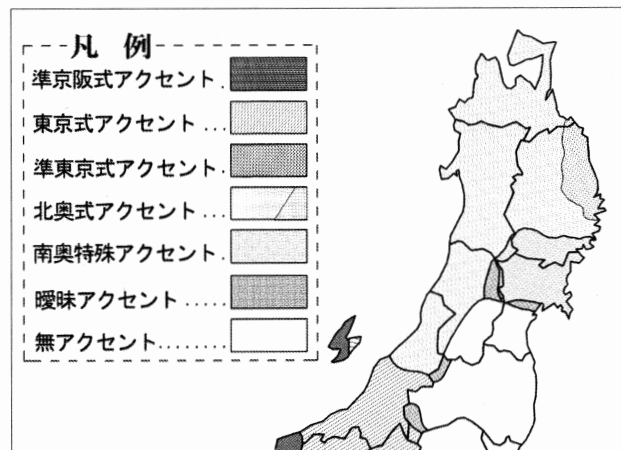 凡 例
準京阪式アクセント .
東京式アクセント ...
準東京式アクセント .
北奥式アクセント ...
南奥特殊アクセント .
曖昧アクセント .....
無アクセント........